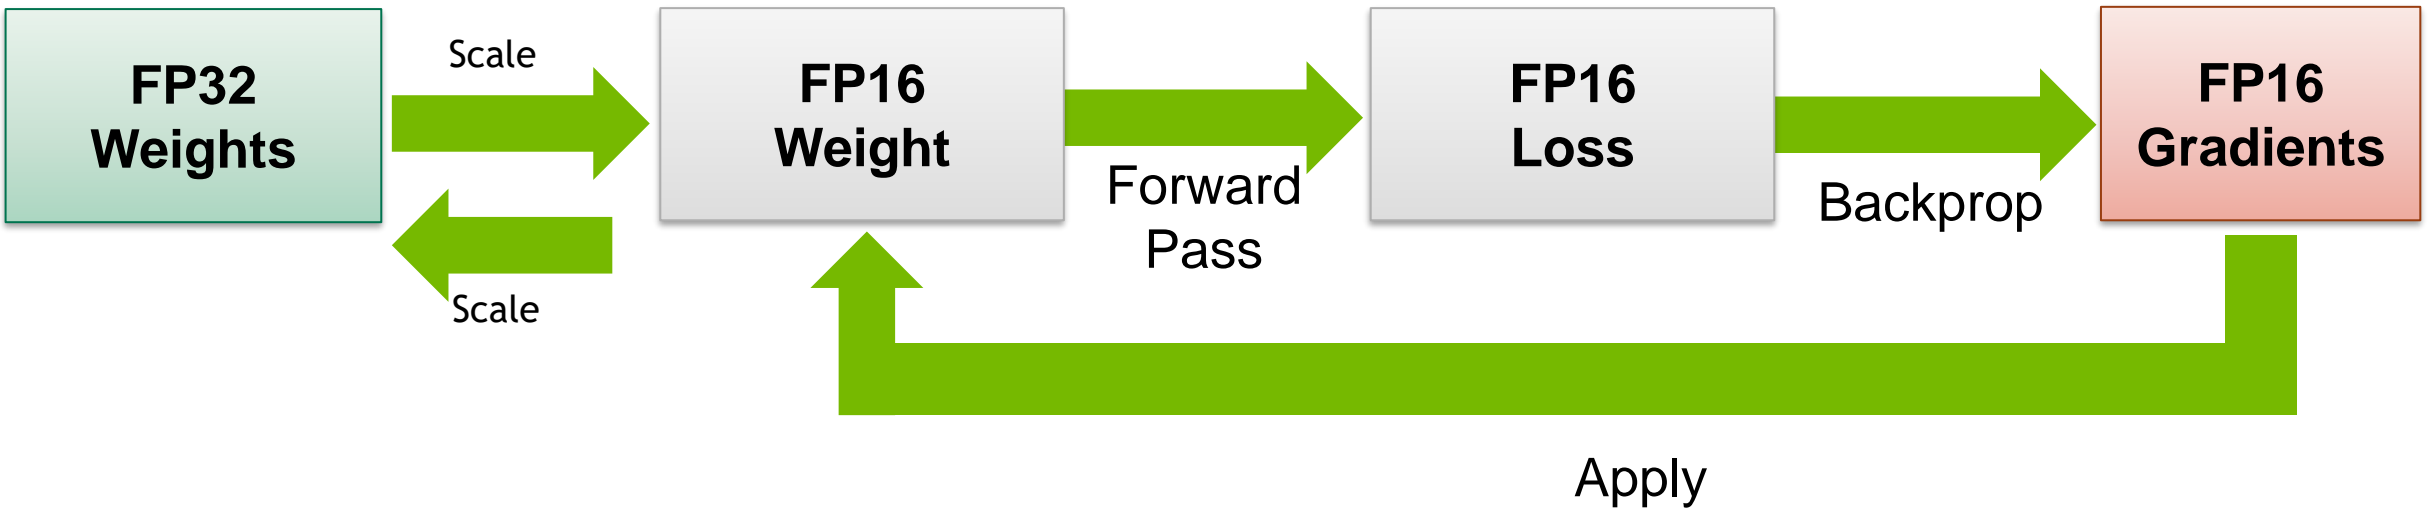 FP32
Weights
Scale
Scale
FP16
Weight
Forward
Pass
FP16
Loss
Backprop
FP16
Gradients
Apply